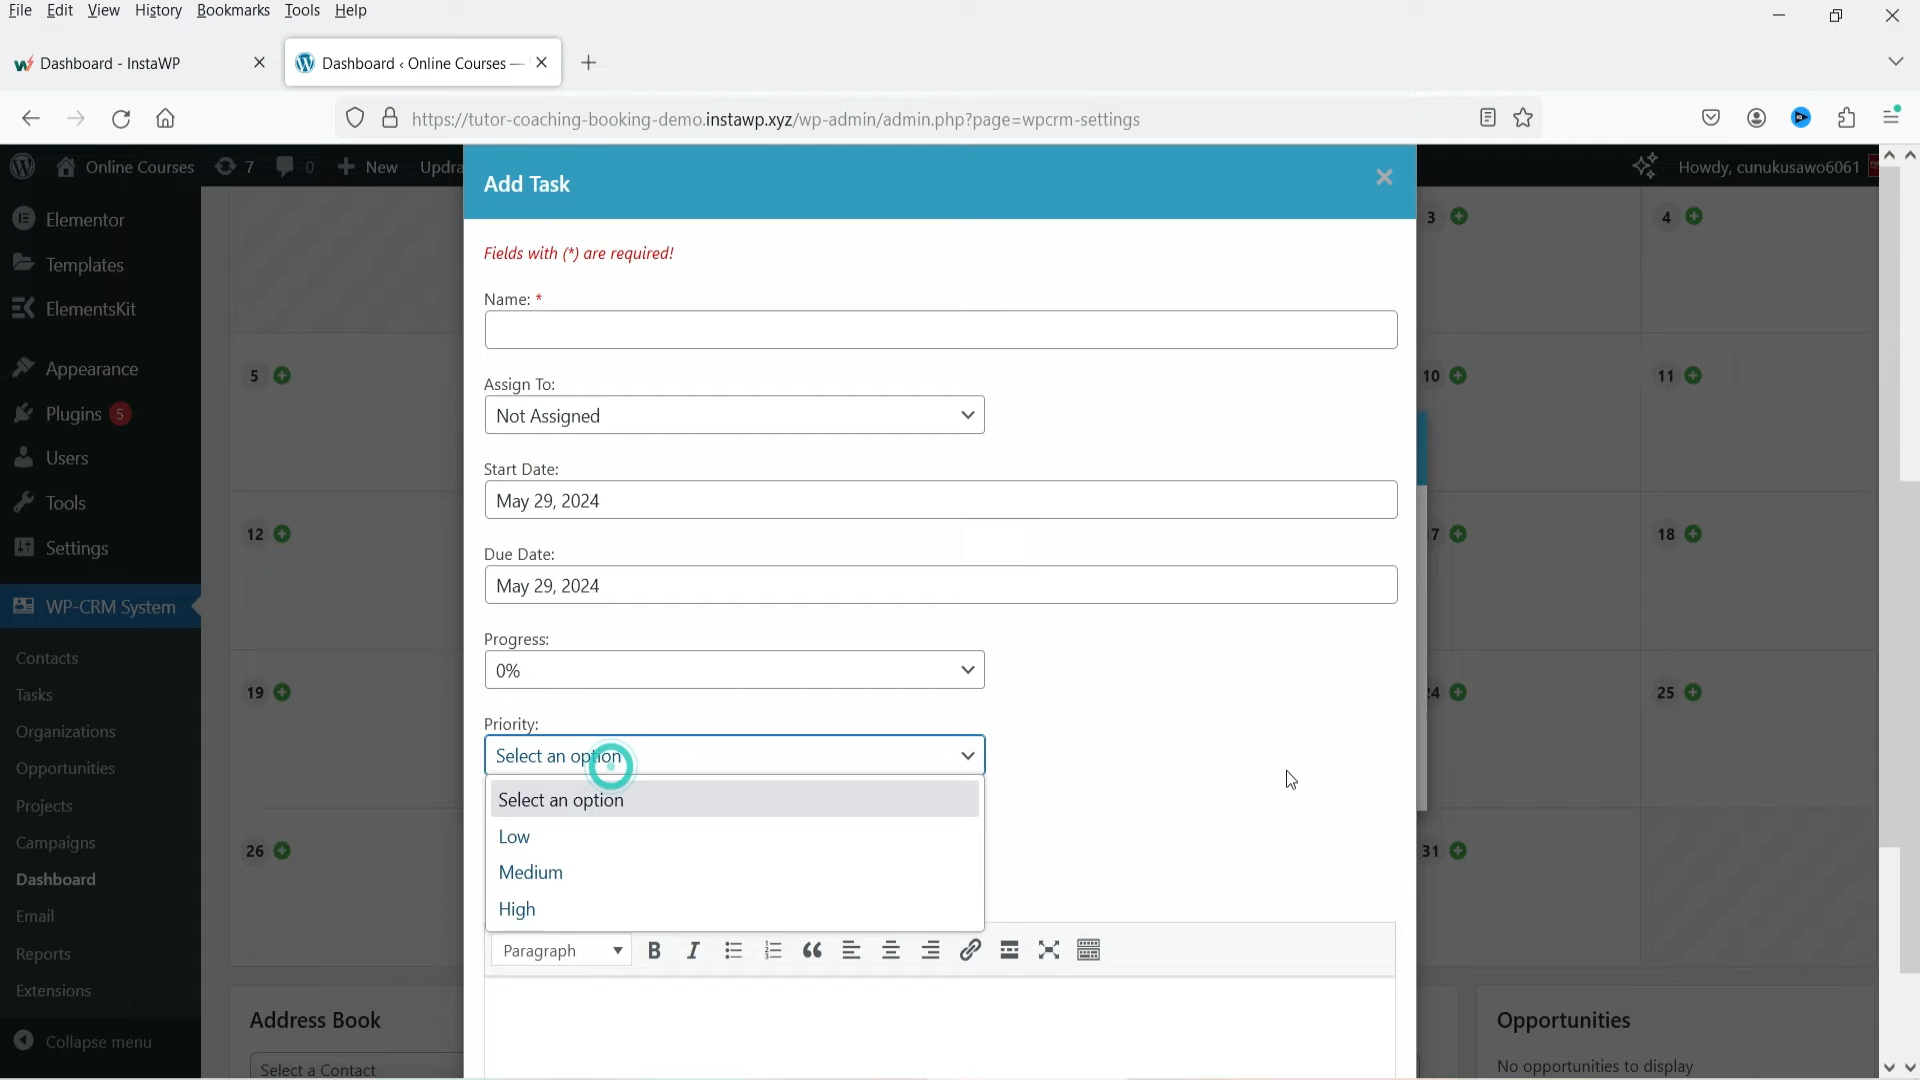 File Edit View History Bookmarks Tools Help
Dashboard - InstaWP
Dashboard ‹ Online Courses —
https://tutor-coaching-booking-demo.instawp.xyz/wp-admin/admin.php?page=wpcrm-settings
Online Courses 7 0 New Updra
Howdy, cunukusawo6061
Elementor
Templates
ElementsKit
Appearance
Plugins 5
Users
Tools
Settings
WP-CRM System
Contacts
Tasks
Organizations
Opportunities
Projects
Campaigns
Dashboard
Email
Reports
Extensions
Collapse menu
Add Task
Fields with (*) are required!
Name: *
Assign To:
Not Assigned
Start Date:
May 29, 2024
Due Date:
May 29, 2024
Progress:
0%
Priority:
Select an option
Select an option
Low
Medium
High
Paragraph
3 4
5 10 11
12 7 18
19 24 25
26 31
Address Book
Select a Contact
Opportunities
No opportunities to display